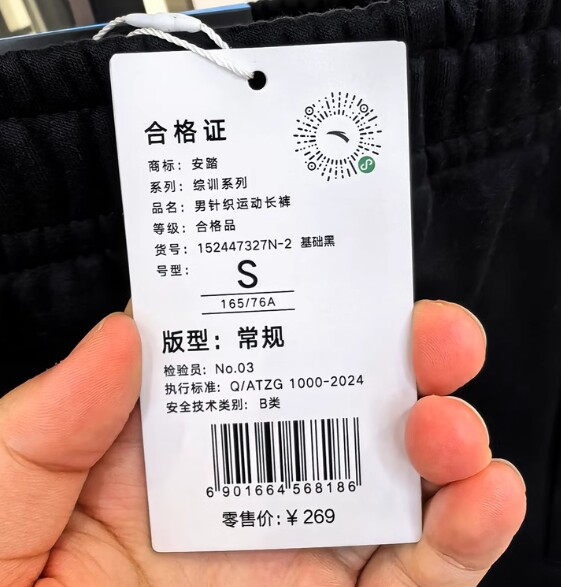 合格证
商标：安踏
系列：综训系列
品名：男针织运动长裤
等级：合格品
货号：152447327N-2 基础黑
号型：
S
165/76A
版型：常规
检验员：No.03
执行标准：Q/ATZG 1000-2024
安全技术类别：B类
6 901664 568186
零售价：￥269